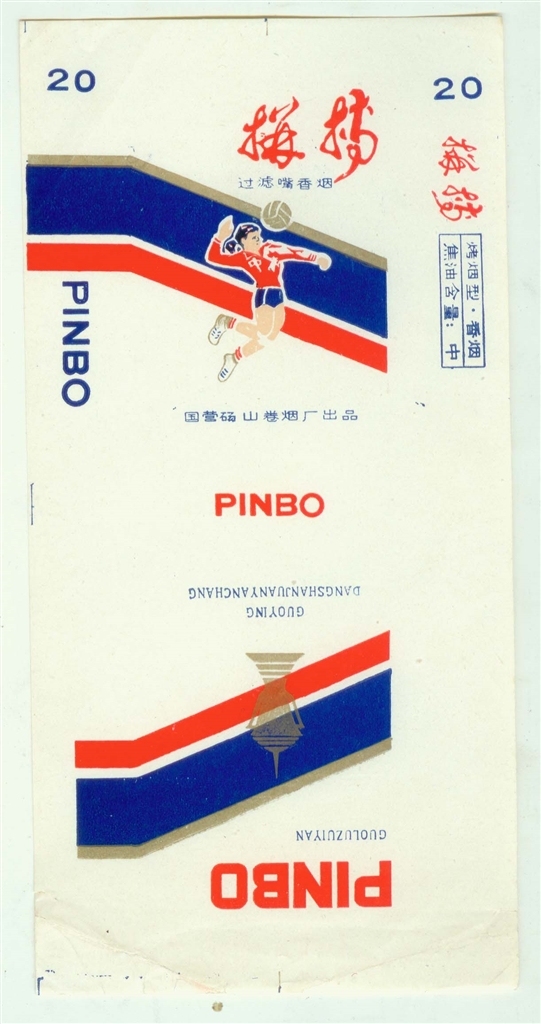 20
20
拼搏
过滤嘴香烟
拼搏
烤烟型·香烟
焦油含量：中
PINBO
国营砀山卷烟厂出品
PINBO
GUOYING
DANGSHANJUANYANCHANG
GUOLUZUIYAN
PINBO